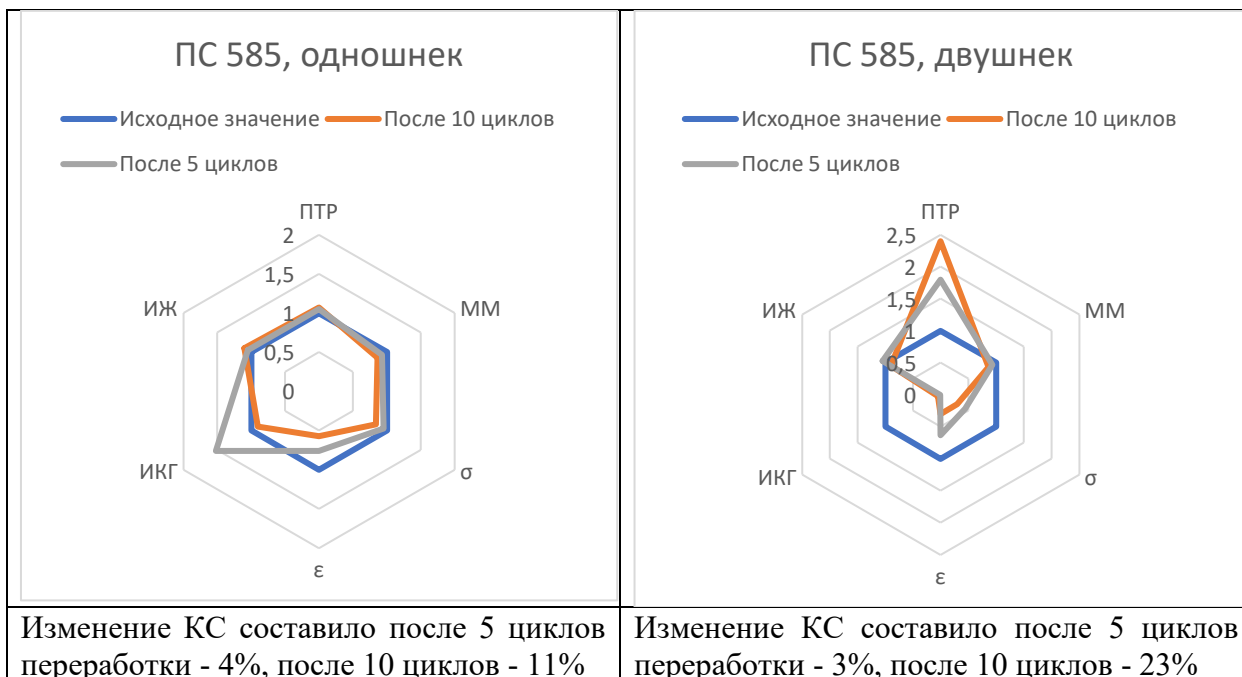 ПС 585, одношнек
Исходное значение
После 10 циклов
После 5 циклов
ПТР
2
1,5
1
0,5
0
ММ
σ
ε
ИКГ
ИЖ
Изменение КС составило после 5 циклов
переработки - 4%, после 10 циклов - 11%
ПС 585, двушнек
Исходное значение
После 10 циклов
После 5 циклов
ПТР
2,5
2
1,5
1
0,5
0
ММ
σ
ε
ИКГ
ИЖ
Изменение КС составило после 5 циклов
переработки - 3%, после 10 циклов - 23%